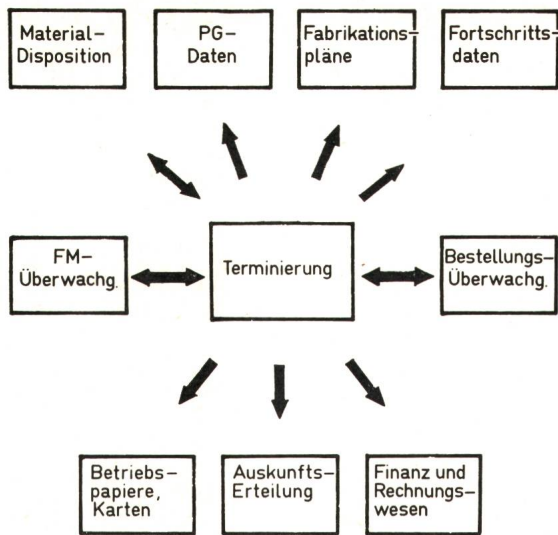 Material-
Disposition
PG-
Daten
Fabrikations-
pläne
Fortschritts-
daten
FM-
Überwachg.
Terminierung
Bestellungs-
Überwachg.
Betriebs-
papiere,
Karten
Auskunfts-
Erteilung
Finanz und
Rechnungs-
wesen